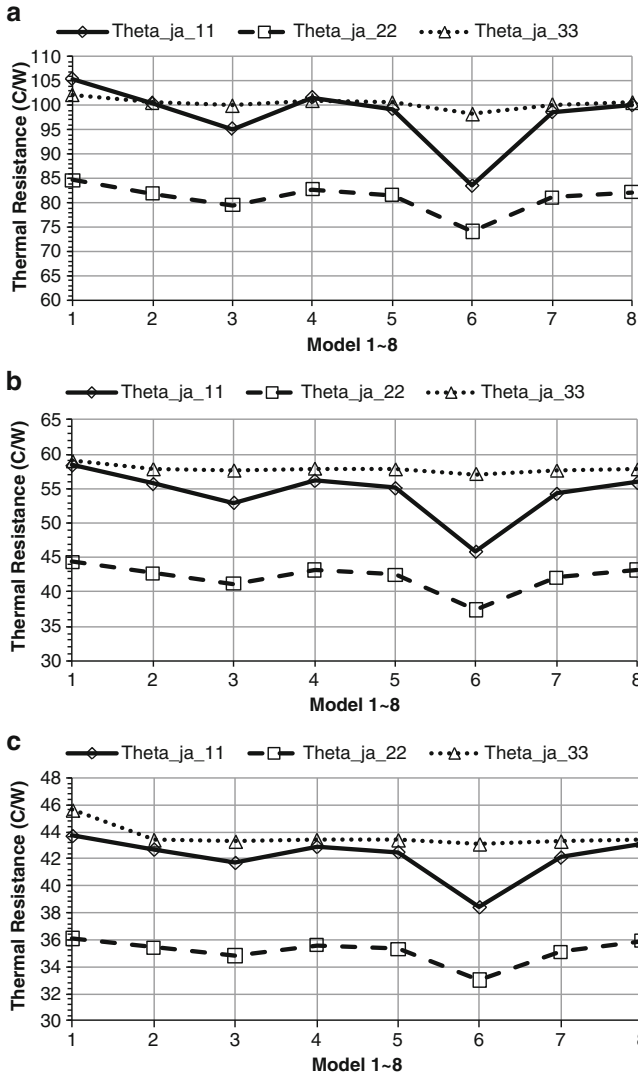 a
Theta_ja_11 Theta_ja_22 Theta_ja_33
Thermal Resistance (C/W)
110
105
100
95
90
85
80
75
70
65
60
1 2 3 4 5 6 7 8
Model 1~8
b
Theta_ja_11 Theta_ja_22 Theta_ja_33
Thermal Resistance (C/W)
65
60
55
50
45
40
35
30
1 2 3 4 5 6 7 8
Model 1~8
c
Theta_ja_11 Theta_ja_22 Theta_ja_33
Thermal Resistance (C/W)
48
46
44
42
40
38
36
34
32
30
1 2 3 4 5 6 7 8
Model 1~8